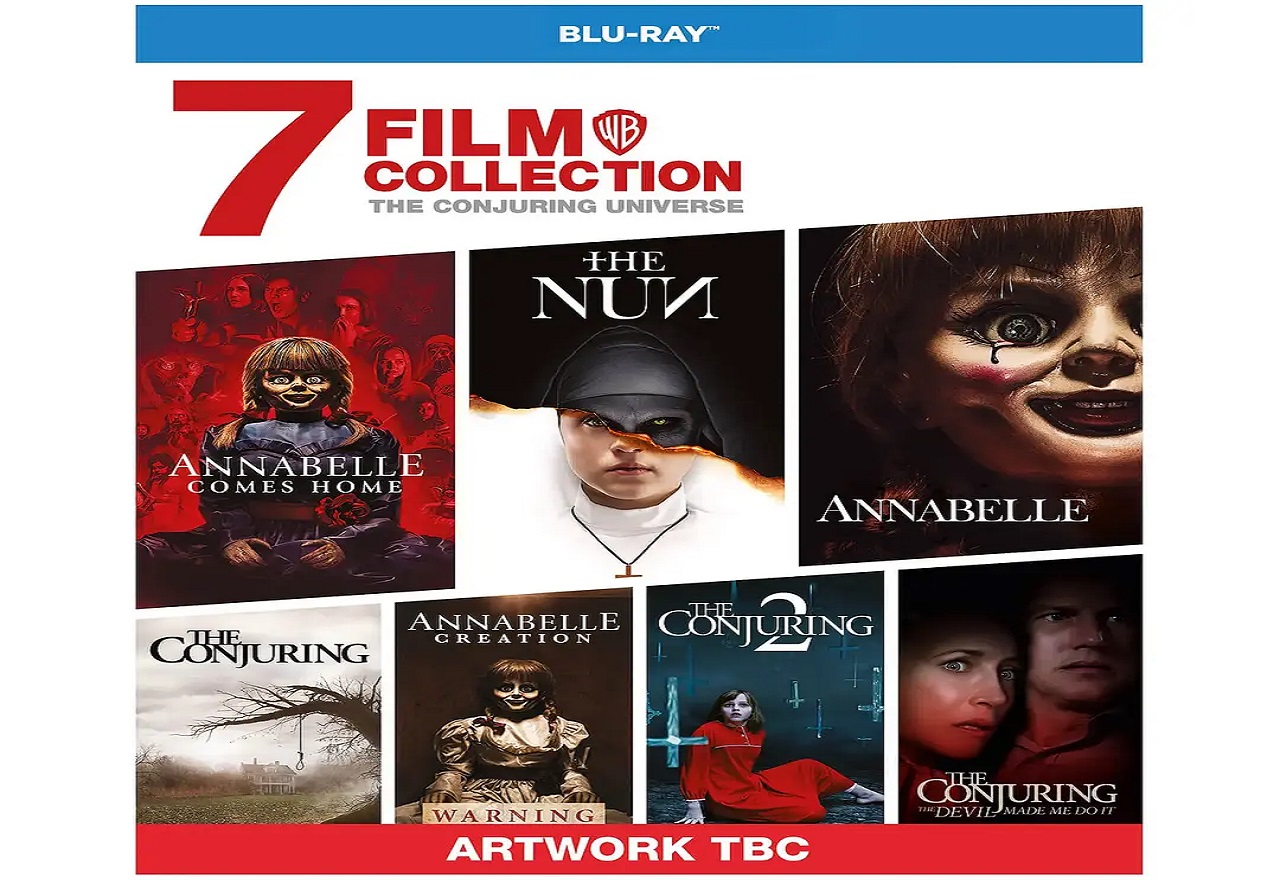 BLU-RAY™
7 FILM WB
COLLECTION
THE CONJURING UNIVERSE
ANNABELLE
COMES HOME
THE
NUN
ANNABELLE
THE
CONJURING
ANNABELLE
CREATION
WARNING
THE
CONJURING 2
THE
CONJURING
THE DEVIL MADE ME DO IT
ARTWORK TBC